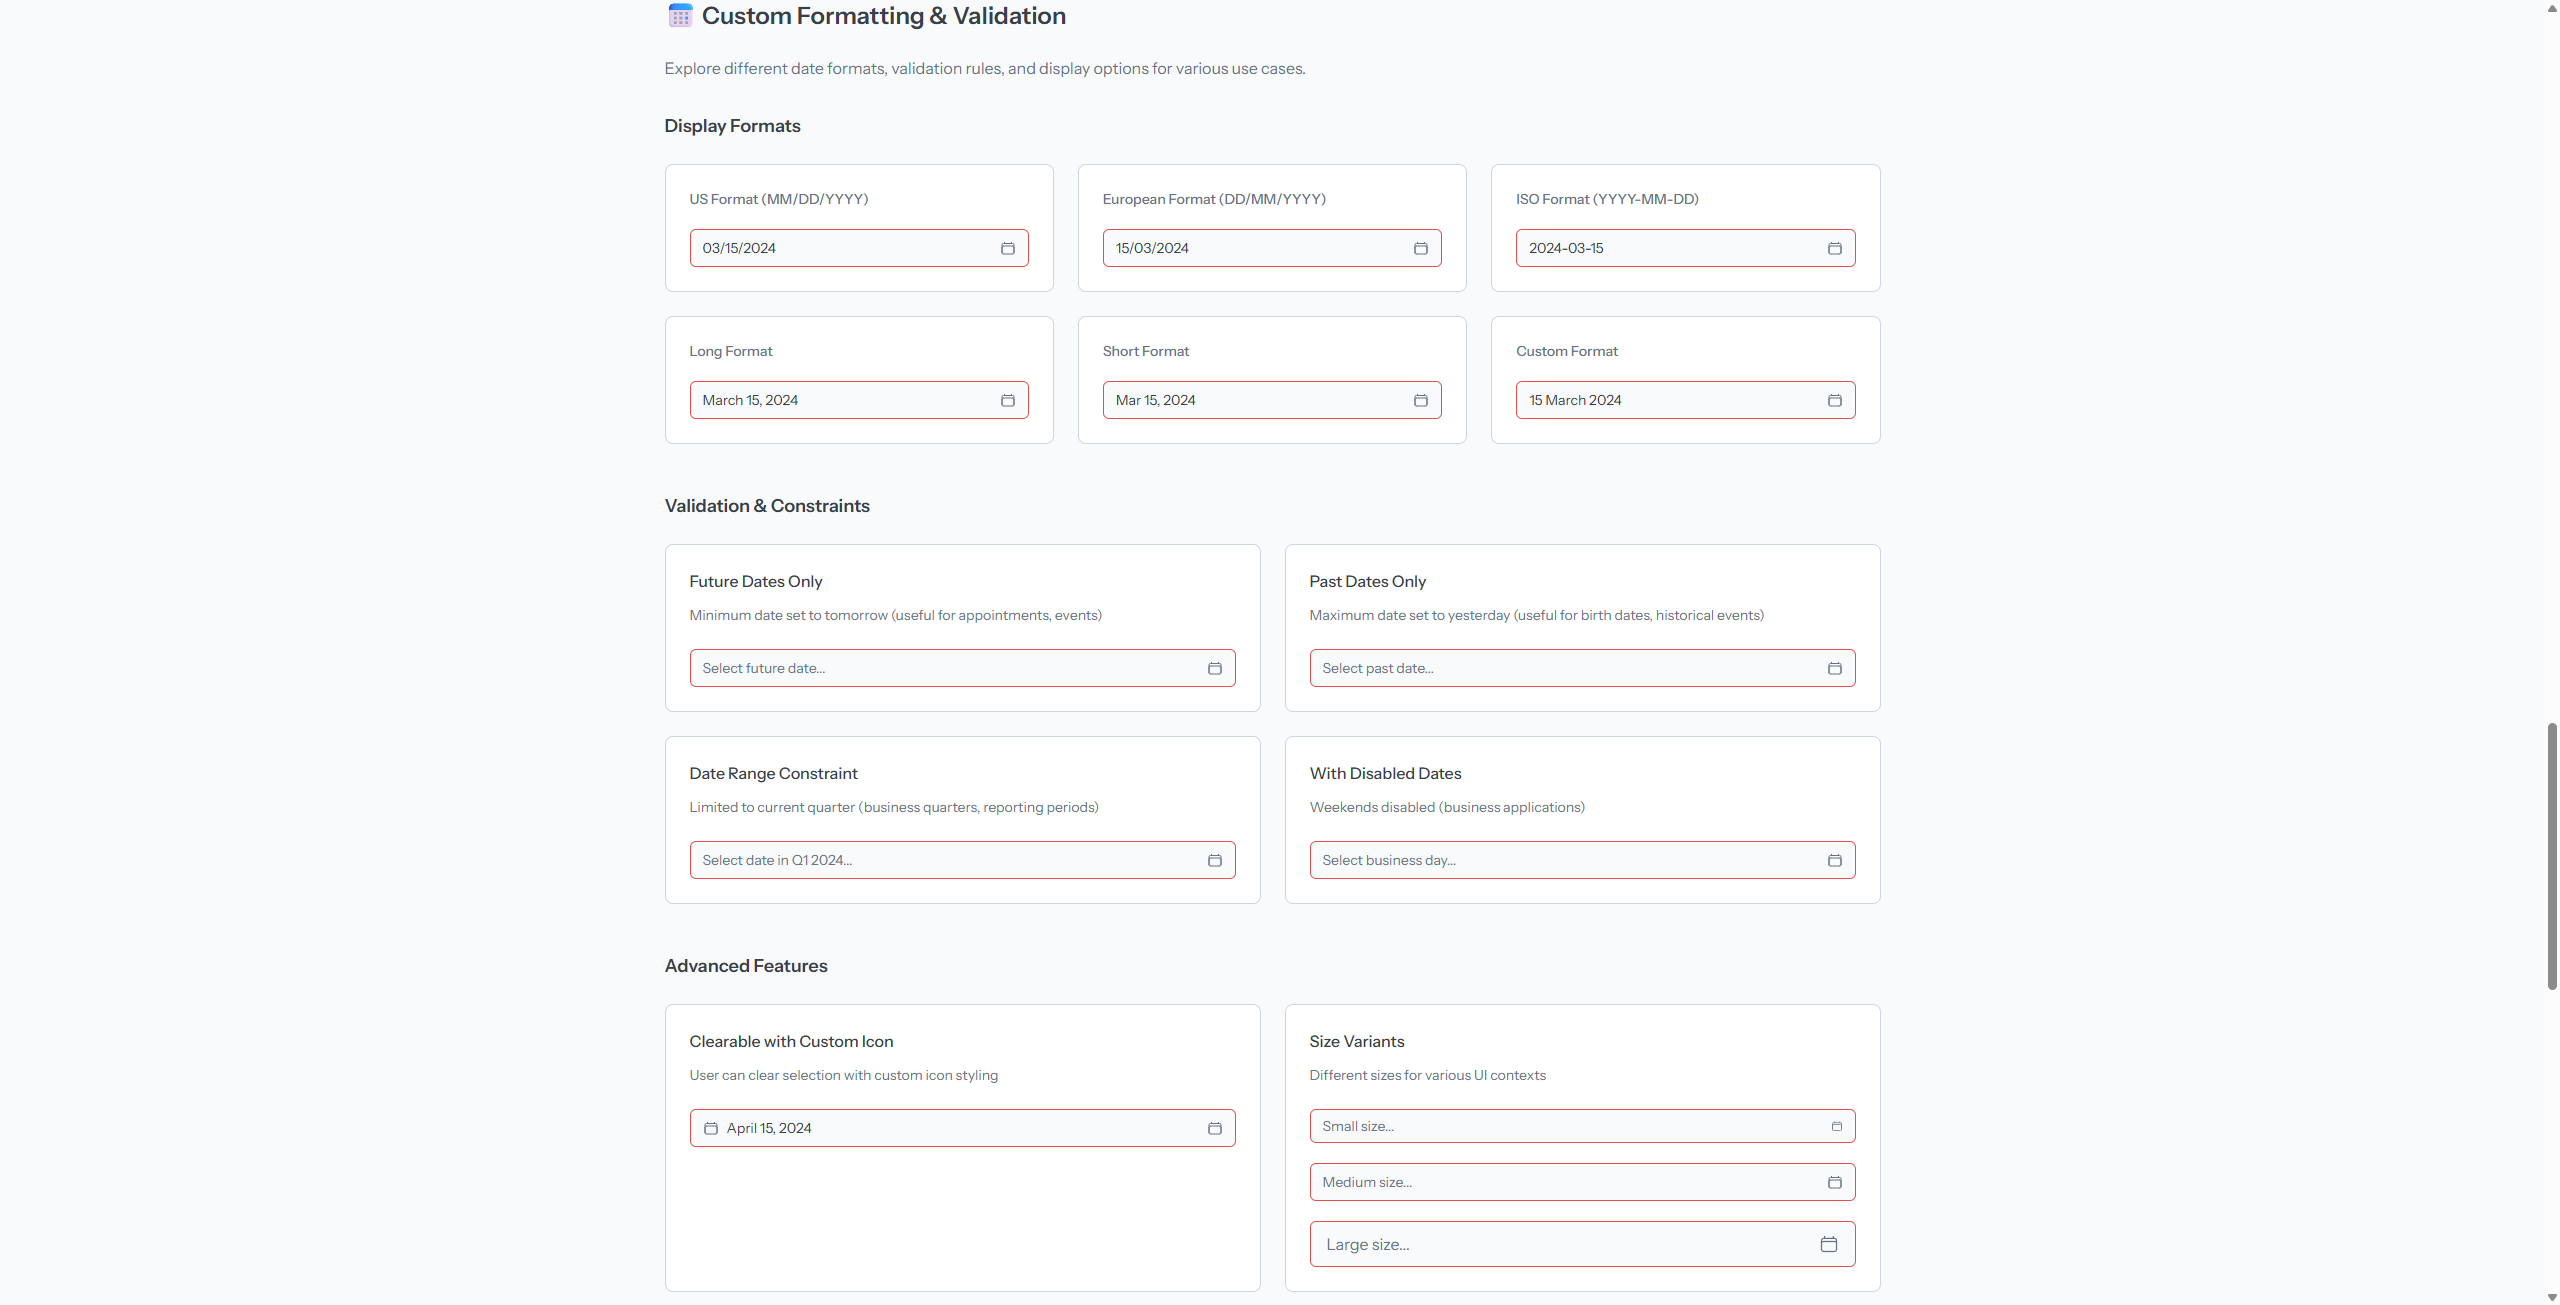 Custom Formatting & Validation
Explore different date formats, validation rules, and display options for various use cases.
Display Formats
US Format (MM/DD/YYYY)
03/15/2024
European Format (DD/MM/YYYY)
15/03/2024
ISO Format (YYYY-MM-DD)
2024-03-15
Long Format
March 15, 2024
Short Format
Mar 15, 2024
Custom Format
15 March 2024
Validation & Constraints
Future Dates Only
Minimum date set to tomorrow (useful for appointments, events)
Select future date...
Past Dates Only
Maximum date set to yesterday (useful for birth dates, historical events)
Select past date...
Date Range Constraint
Limited to current quarter (business quarters, reporting periods)
Select date in Q1 2024...
With Disabled Dates
Weekends disabled (business applications)
Select business day...
Advanced Features
Clearable with Custom Icon
User can clear selection with custom icon styling
April 15, 2024
Size Variants
Different sizes for various UI contexts
Small size...
Medium size...
Large size...